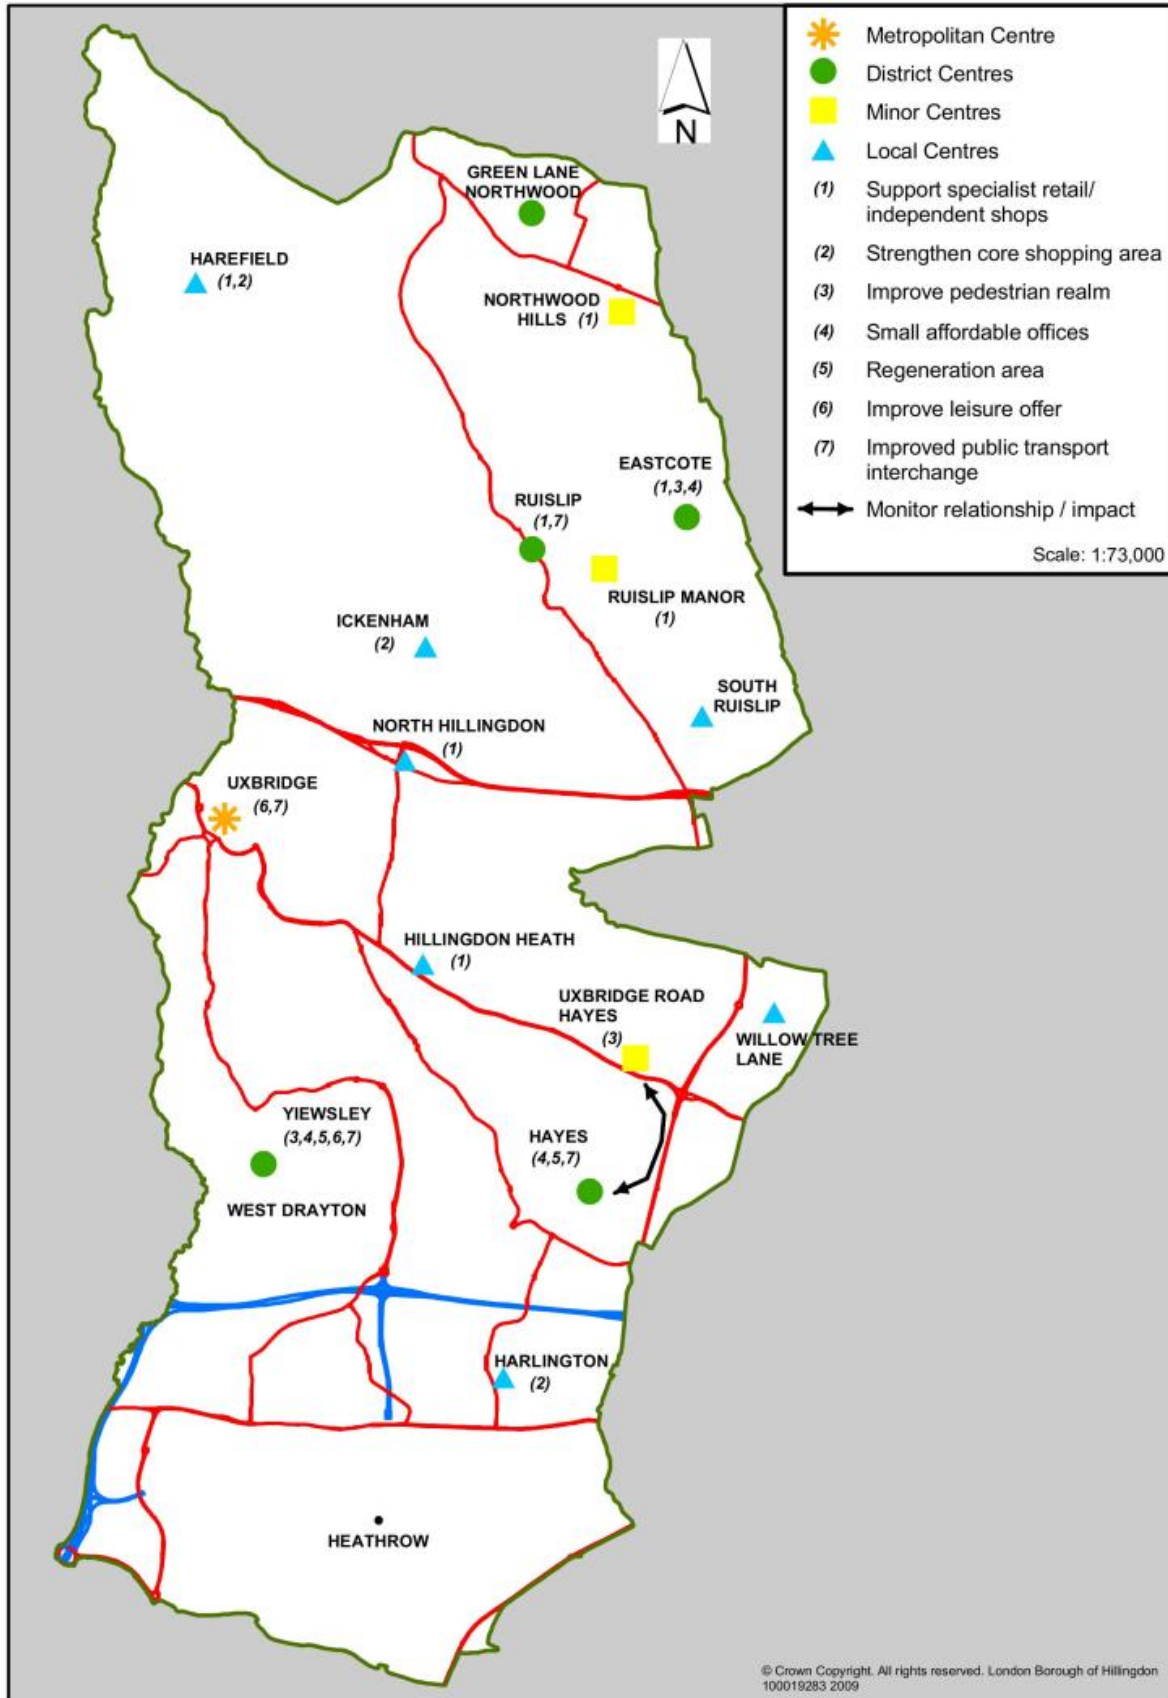 Metropolitan Centre
District Centres
Minor Centres
Local Centres
(1) Support specialist retail/
independent shops
(2) Strengthen core shopping area
(3) Improve pedestrian realm
(4) Small affordable offices
(5) Regeneration area
(6) Improve leisure offer
(7) Improved public transport
interchange
Monitor relationship / impact
Scale: 1:73,000
N
GREEN LANE
NORTHWOOD
HAREFIELD
(1,2)
NORTHWOOD
HILLS (1)
EASTCOTE
(1,3,4)
RUISLIP
(1,7)
RUISLIP MANOR
(1)
ICKENHAM
(2)
SOUTH
RUISLIP
NORTH HILLINGDON
(1)
UXBRIDGE
(6,7)
HILLINGDON HEATH
(1)
UXBRIDGE ROAD
HAYES
(3)
WILLOW TREE
LANE
YIEWSLEY
(3,4,5,6,7)
HAYES
(4,5,7)
WEST DRAYTON
HARLINGTON
(2)
HEATHROW
© Crown Copyright. All rights reserved. London Borough of Hillingdon
100019283 2009